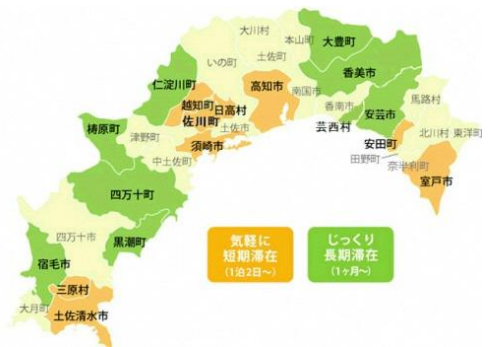 大川村
本山町
大豊町
土佐町
いの町
香美市
仁淀川町
高知市
南国市
越知町
日高村
香南市
安芸市
馬路村
佐川町
土佐市
芸西村
梼原町
津野町
須崎市
安田町
北川村
東洋町
田野町
奈半利町
中土佐町
室戸市
四万十町
四万十市
黒潮町
宿毛市
三原村
大月町
土佐清水市
気軽に
短期滞在
(1泊2日〜)
じっくり
長期滞在
(1ヶ月〜)